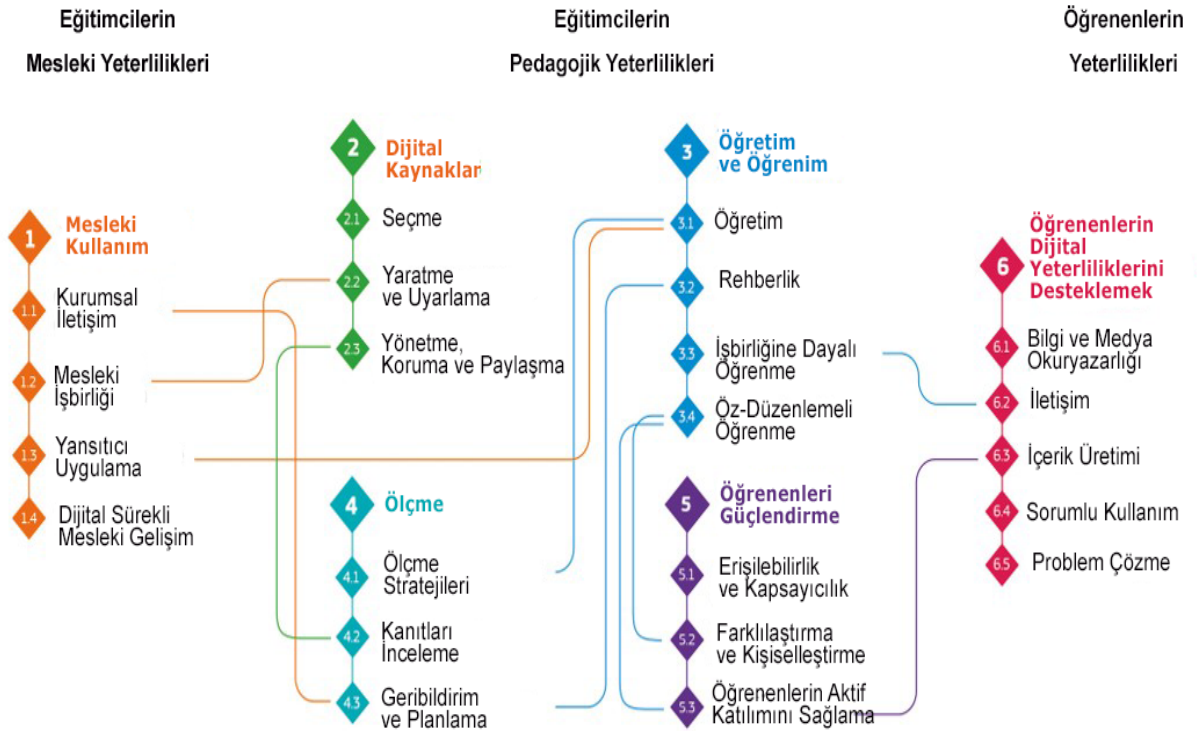 Eğitimcilerin
Mesleki Yeterlilikleri
Eğitimcilerin
Pedagojik Yeterlilikleri
Öğrenenlerin
Yeterlilikleri
1
Mesleki
Kullanım
1.1
Kurumsal
İletişim
1.2
Mesleki
İşbirliği
1.3
Yansıtıcı
Uygulama
1.4
Dijital Sürekli
Mesleki Gelişim
2
Dijital
Kaynaklar
2.1
Seçme
2.2
Yaratme
ve Uyarlama
2.3
Yönetme,
Koruma ve Paylaşma
3
Öğretim
ve Öğrenim
3.1
Öğretim
3.2
Rehberlik
3.3
İşbirliğine Dayalı
Öğrenme
3.4
Öz-Düzenlemeli
Öğrenme
4
Ölçme
4.1
Ölçme
Stratejileri
4.2
Kanıtları
İnceleme
4.3
Geribildirim
ve Planlama
5
Öğrenenleri
Güçlendirme
5.1
Erişilebilirlik
ve Kapsayıcılık
5.2
Farklılaştırma
ve Kişiselleştirme
5.3
Öğrenenlerin Aktif
Katılımını Sağlama
6
Öğrenenlerin
Dijital
Yeterliliklerini
Desteklemek
6.1
Bilgi ve Medya
Okuryazarlığı
6.2
İletişim
6.3
İçerik Üretimi
6.4
Sorumlu Kullanım
6.5
Problem Çözme